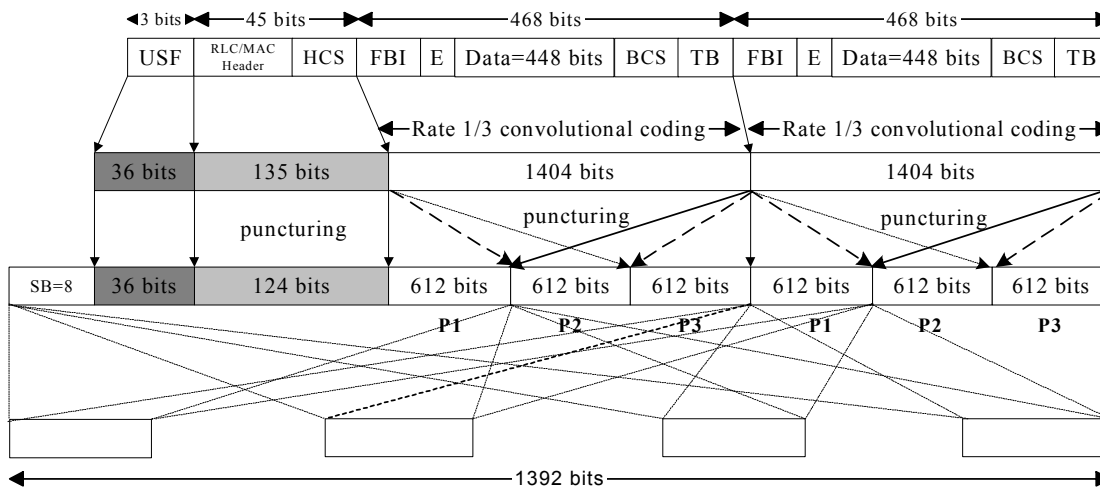 3 bits 45 bits 468 bits 468 bits
USF RLC/MAC Header HCS FBI E Data=448 bits BCS TB FBI E Data=448 bits BCS TB
Rate 1/3 convolutional coding Rate 1/3 convolutional coding
36 bits 135 bits 1404 bits 1404 bits
puncturing puncturing puncturing
SB=8 36 bits 124 bits 612 bits 612 bits 612 bits 612 bits 612 bits 612 bits
P1 P2 P3 P1 P2 P3
1392 bits